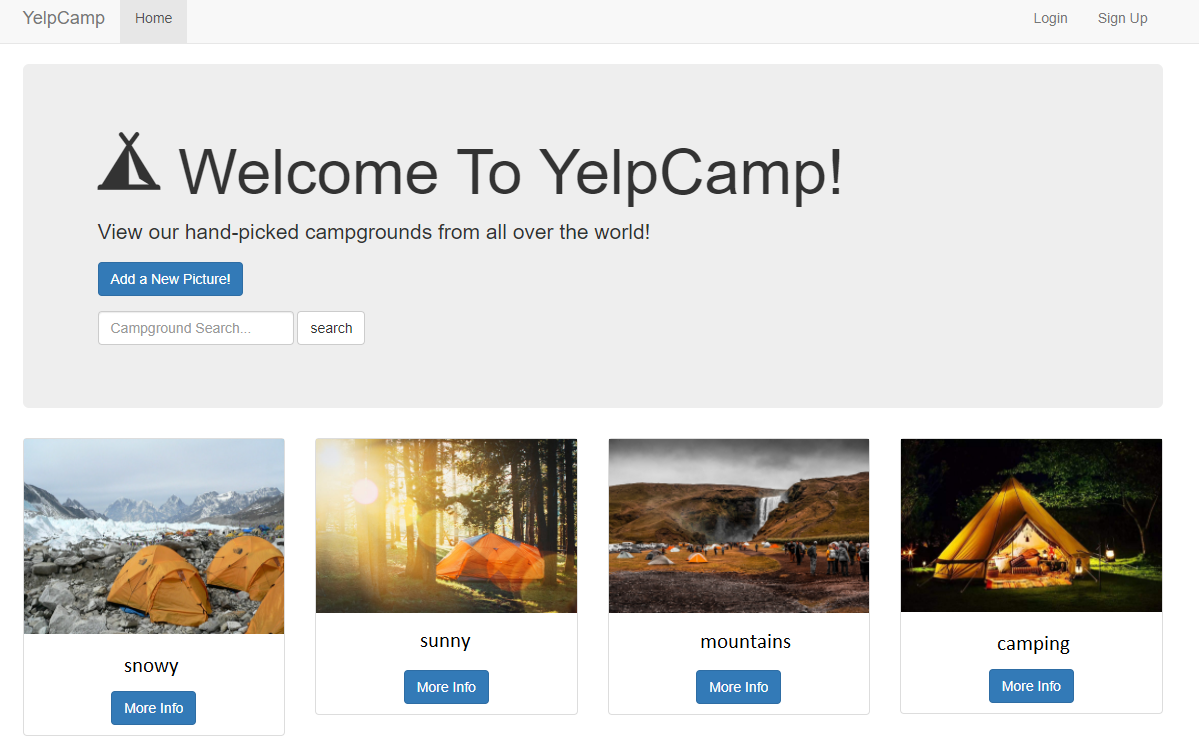 YelpCamp Home Login Sign Up
Welcome To YelpCamp!
View our hand-picked campgrounds from all over the world!
Add a New Picture!
Campground Search... search
snowy
More Info
sunny
More Info
mountains
More Info
camping
More Info